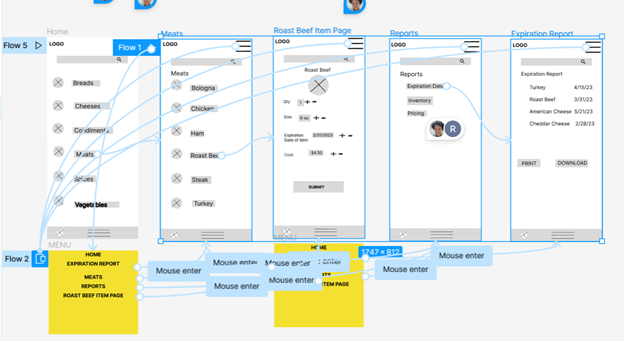 Home
Meats
Roast Beef Item Page
Reports
Expiration Report
Flow 5
LOGO
Flow 1
LOGO
LOGO
LOGO
LOGO
Breads
Cheeses
Condiments
Meats
Spices
Vegetables
Meats
Bologna
Chicken
Ham
Roast Beef
Steak
Turkey
Roast Beef
Qty
1
Size
8 oz
Expiration
Date of Item
2/31/2023
Cost
$4.50
SUBMIT
Reports
Expiration Date
Inventory
Pricing
R
Expiration Report
Turkey 4/15/23
Roast Beef 3/31/23
American Cheese 5/21/23
Cheddar Cheese 2/28/23
PRINT DOWNLOAD
Flow 2
MENU
HOME
EXPIRATION REPORT
MEATS
REPORTS
ROAST BEEF ITEM PAGE
MENU
HOME
1747 × 812
Mouse enter
Mouse enter
Mouse enter
Mouse enter
Mouse enter
Mouse enter
Mouse enter
ITEM PAGE